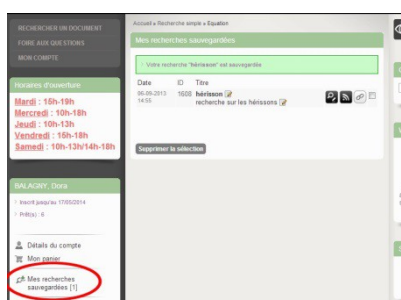 RECHERCHER UN DOCUMENT
FOIRE AUX QUESTIONS
MON COMPTE
Horaires d'ouverture
Mardi : 15h-19h
Mercredi : 10h-18h
Jeudi : 10h-13h
Vendredi : 15h-18h
Samedi : 10h-13h/14h-18h
BALAGNY, Dora
Inscrit jusqu'au 17/05/2014
Prêt(s) : 6
Détails du compte
Mon panier
Mes recherches
sauvegardées [1]
Accueil » Recherche simple » Equation
Mes recherches sauvegardées
Votre recherche "hérisson" est sauvegardée
Date ID Titre
06-09-2013 1608 hérisson
14:55 recherche sur les hérissons
Supprimer la sélection